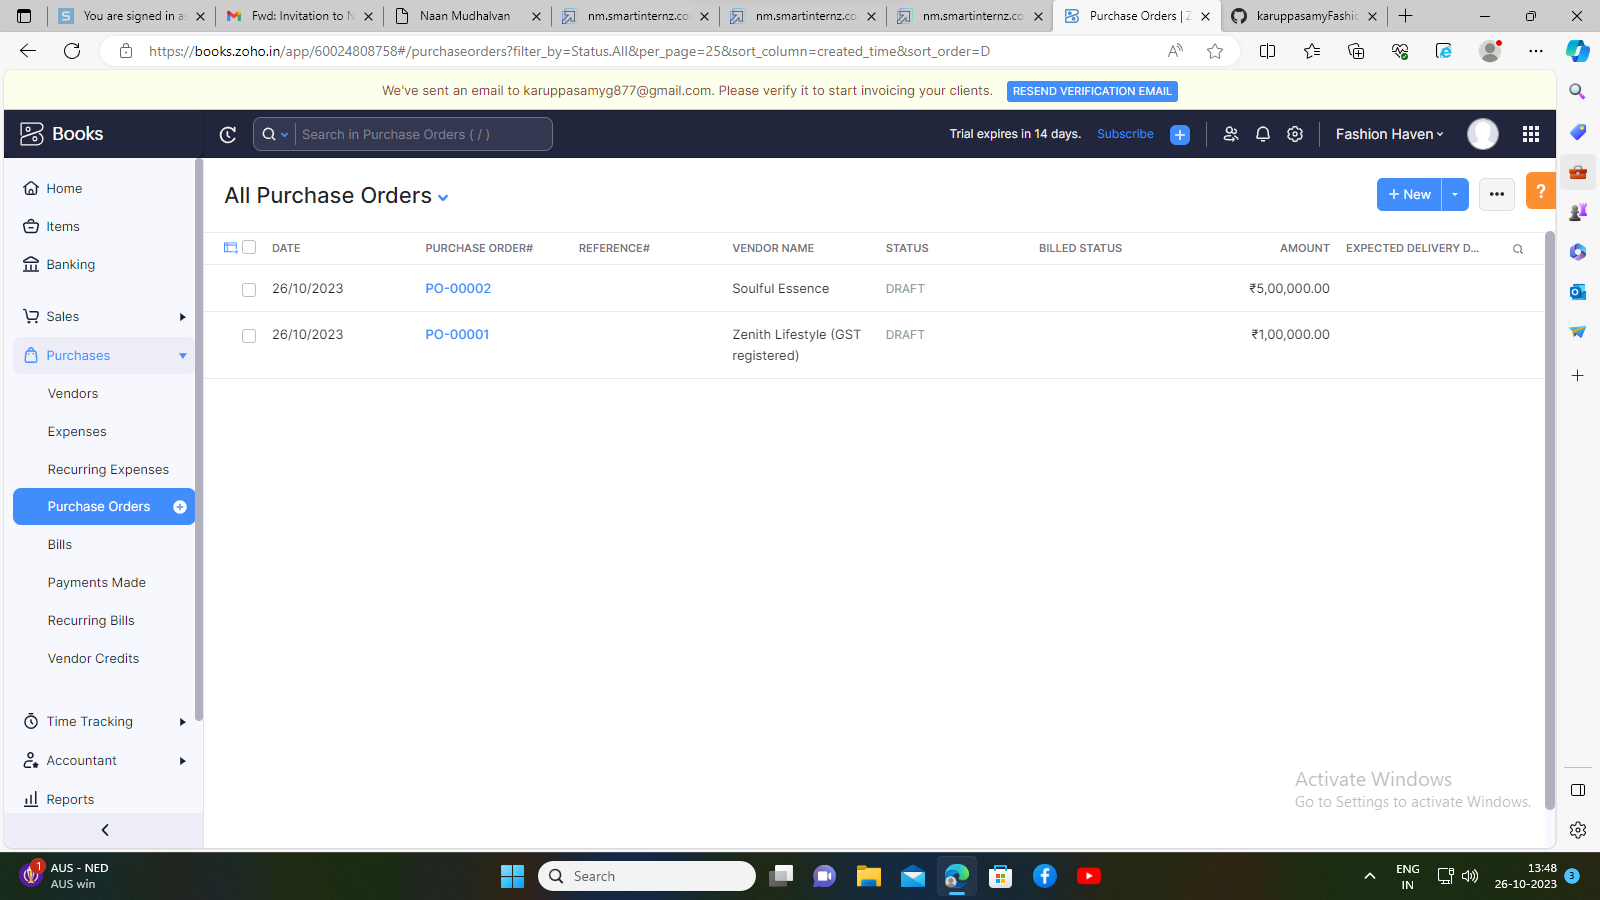 You are signed in as
Fwd: Invitation to N
Naan Mudhalvan
nm.smartinternz.co
nm.smartinternz.co
nm.smartinternz.co
Purchase Orders | Z
karuppasamyFashic
https://books.zoho.in/app/60024808758#/purchaseorders?filter_by=Status.All&per_page=25&sort_column=created_time&sort_order=D
We've sent an email to karuppasamyg877@gmail.com. Please verify it to start invoicing your clients. RESEND VERIFICATION EMAIL
Books
Search in Purchase Orders ( / )
Trial expires in 14 days. Subscribe
Fashion Haven
Home
Items
Banking
Sales
Purchases
Vendors
Expenses
Recurring Expenses
Purchase Orders
Bills
Payments Made
Recurring Bills
Vendor Credits
Time Tracking
Accountant
Reports
All Purchase Orders
+ New
?
DATE PURCHASE ORDER# REFERENCE# VENDOR NAME STATUS BILLED STATUS AMOUNT EXPECTED DELIVERY D...
26/10/2023 PO-00002 Soulful Essence DRAFT ₹5,00,000.00
26/10/2023 PO-00001 Zenith Lifestyle (GST DRAFT ₹1,00,000.00
registered)
Activate Windows
Go to Settings to activate Windows.
1
AUS - NED
AUS win
Search
ENG
IN
13:48
26-10-2023
3